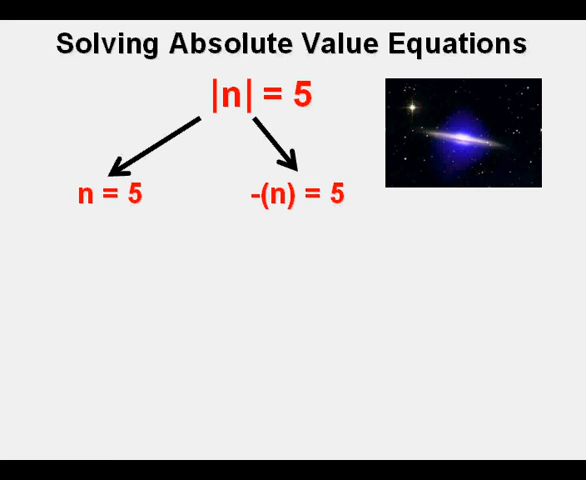 Solving Absolute Value Equations
|n| = 5
n = 5
-(n) = 5